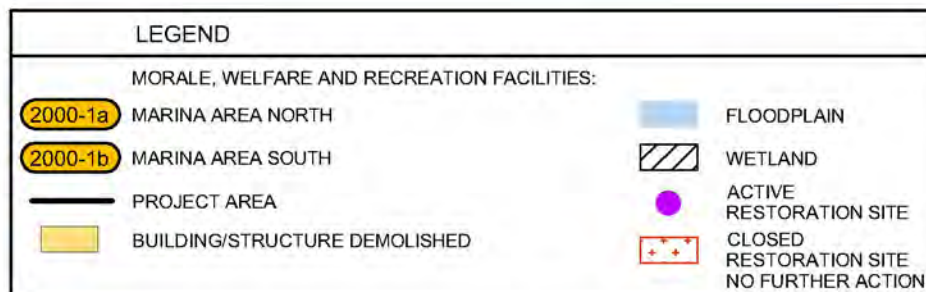 LEGEND
MORALE, WELFARE AND RECREATION FACILITIES:
2000-1a MARINA AREA NORTH
2000-1b MARINA AREA SOUTH
PROJECT AREA
BUILDING/STRUCTURE DEMOLISHED
FLOODPLAIN
WETLAND
ACTIVE
RESTORATION SITE
CLOSED
RESTORATION SITE
NO FURTHER ACTION